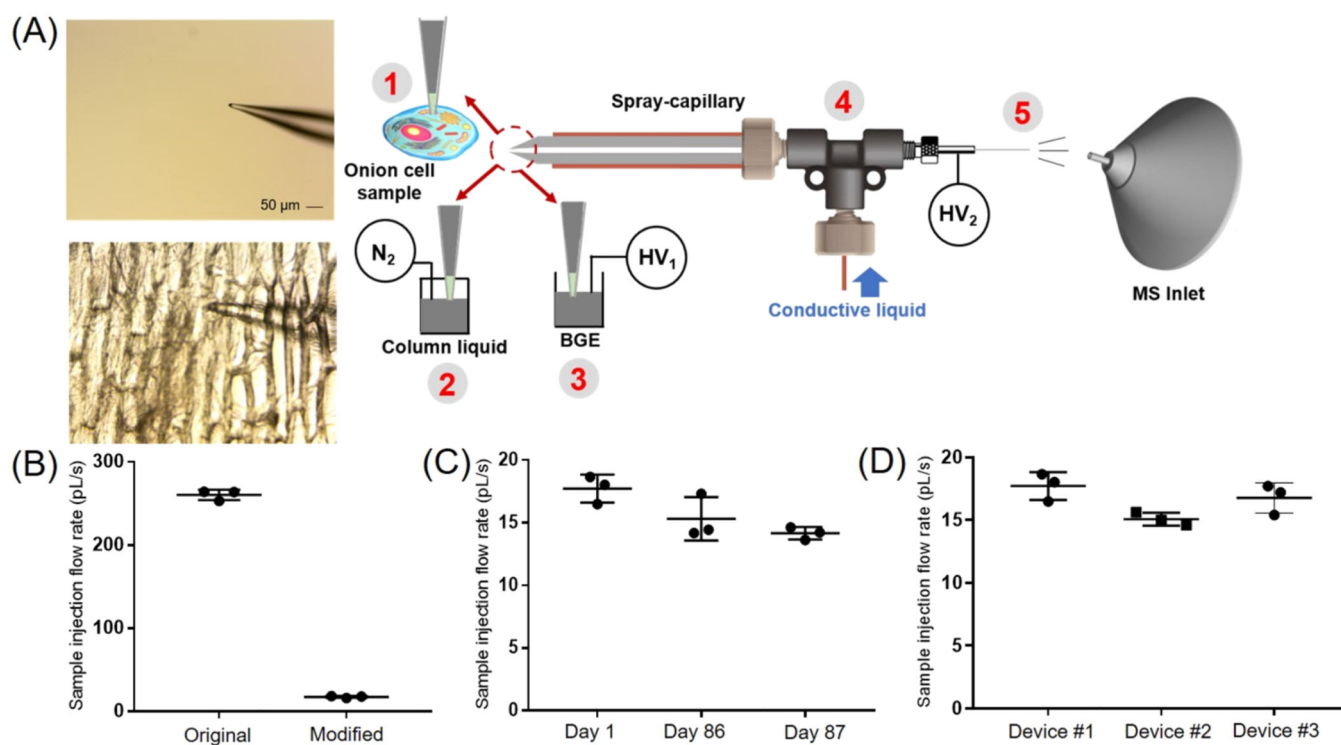 (A)
50 µm
1
Onion cell
sample
Spray-capillary
4
5
HV2
MS Inlet
Conductive liquid
N2
Column liquid
2
HV1
BGE
3
(B)
Sample injection flow rate (pL/s)
300
200
100
0
Original
Modified
(C)
Sample injection flow rate (pL/s)
20
15
10
5
0
Day 1
Day 86
Day 87
(D)
Sample injection flow rate (pL/s)
20
15
10
5
0
Device #1
Device #2
Device #3